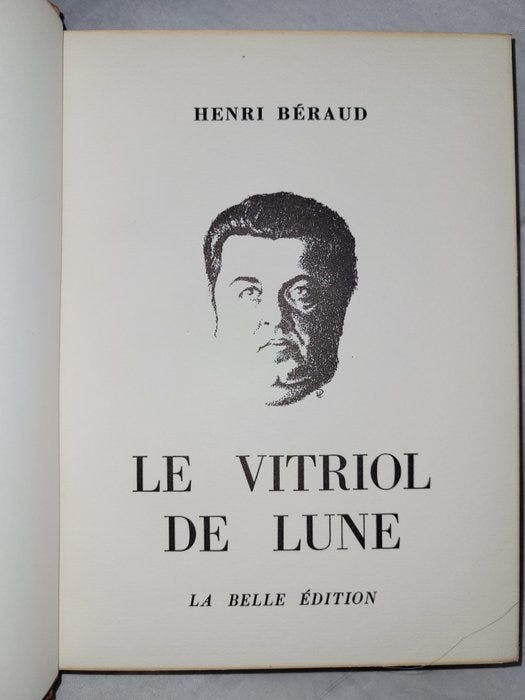 HENRI BÉRAUD
LE VITRIOL
DE LUNE
LA BELLE ÉDITION